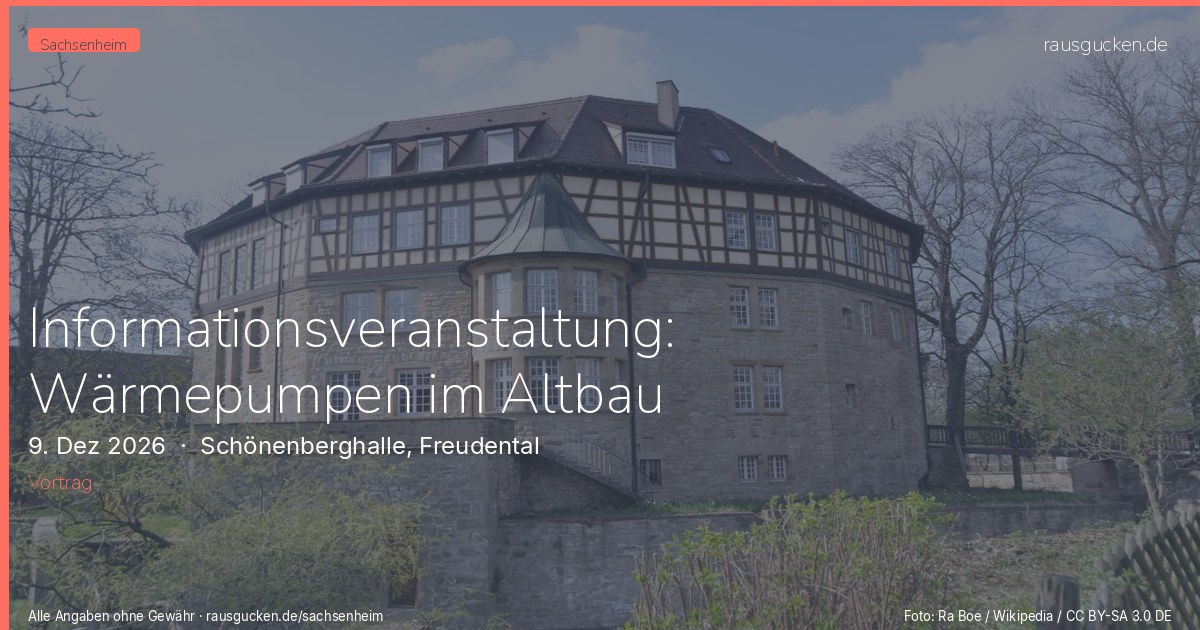 Sachsenheim
rausgucken.de
Informationsveranstaltung:
Wärmepumpen im Altbau
9. Dez 2026 · Schönenberghalle, Freudental
Vortrag
Alle Angaben ohne Gewähr · rausgucken.de/sachsenheim
Foto: Ra Boe / Wikipedia / CC BY-SA 3.0 DE